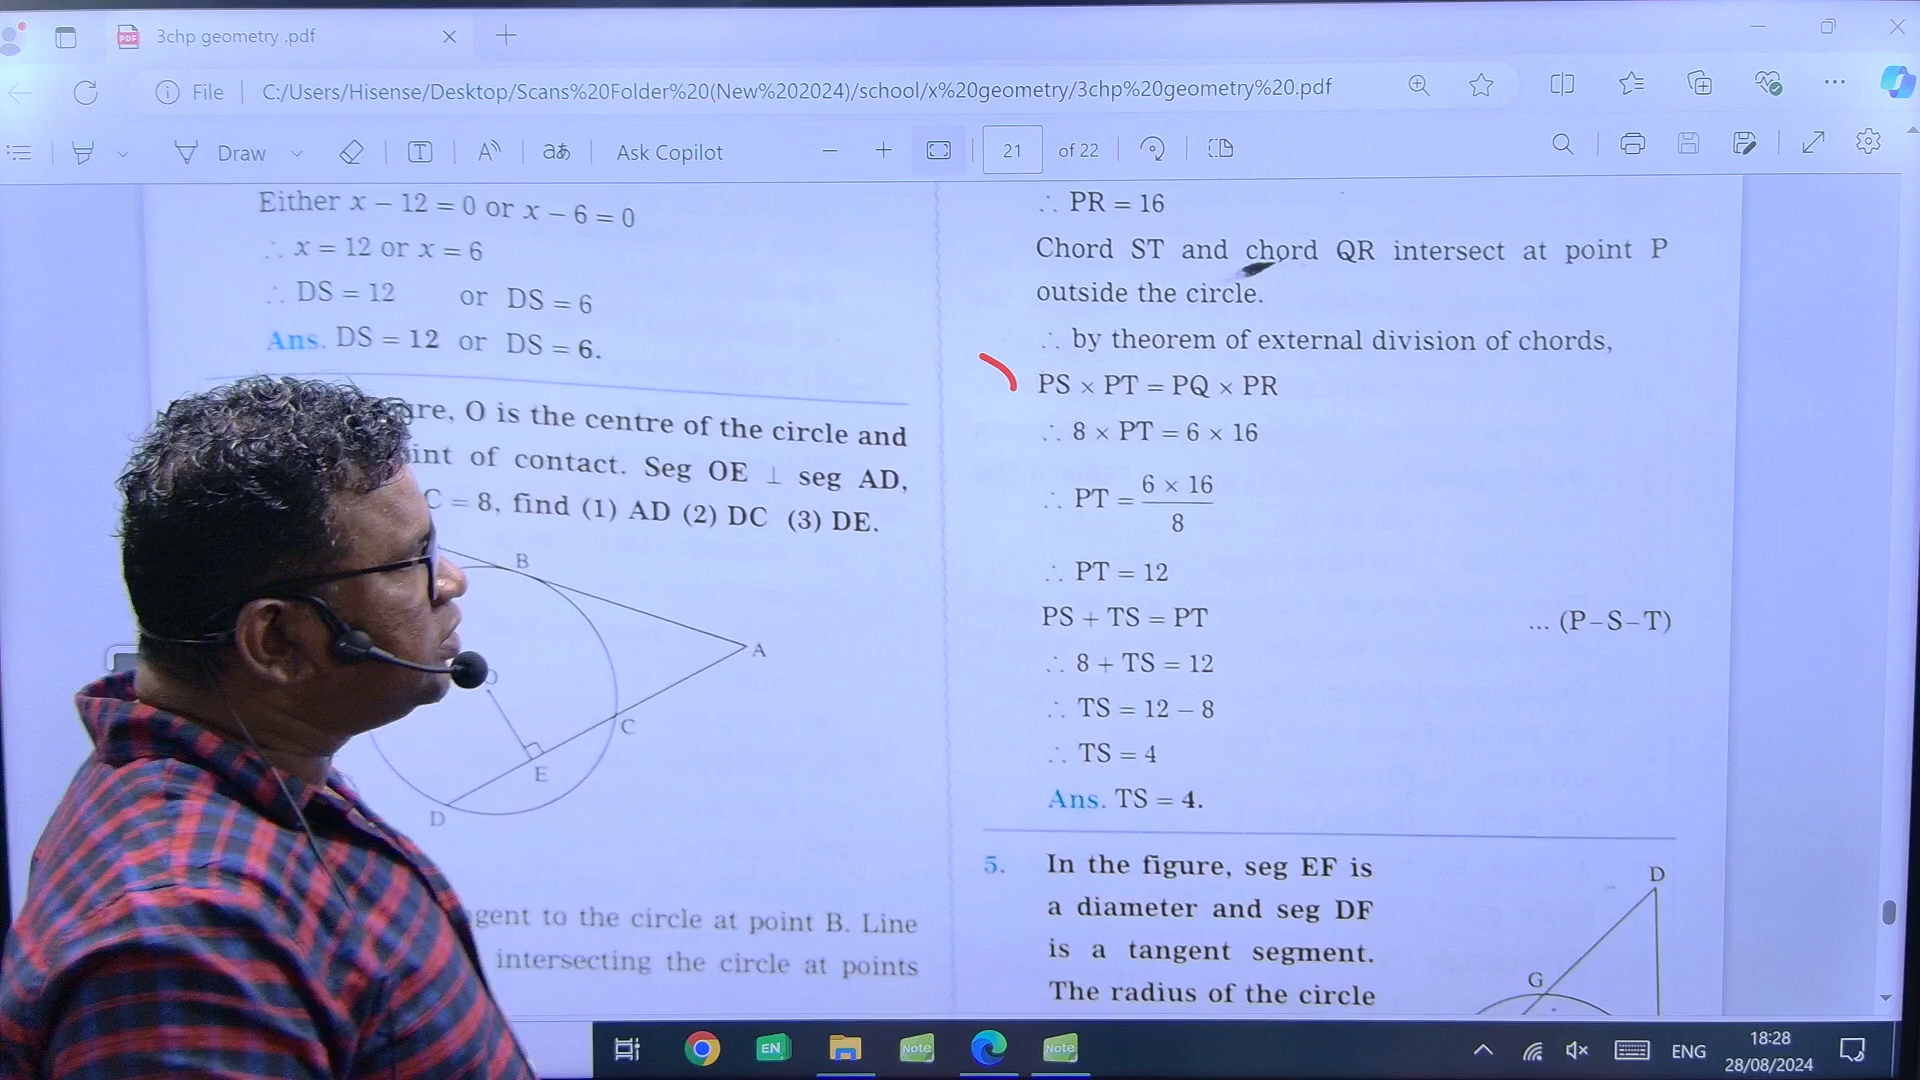 3chp geometry .pdf
File
C:/Users/Hisense/Desktop/Scans%20Folder%20(New%202024)/school/x%20geometry/3chp%20geometry%20.pdf
Draw
Ask Copilot
21 of 22
Either x − 12 = 0 or x − 6 = 0
∴ x = 12 or x = 6
∴ DS = 12 or DS = 6
Ans. DS = 12 or DS = 6.
O is the centre of the circle and
of contact. Seg OE ⊥ seg AD,
C = 8, find (1) AD (2) DC (3) DE.
B
A
C
E
D
to the circle at point B. Line
intersecting the circle at points
∴ PR = 16
Chord ST and chord QR intersect at point P
outside the circle.
∴ by theorem of external division of chords,
PS × PT = PQ × PR
∴ 8 × PT = 6 × 16
∴ PT = 6 × 16 / 8
∴ PT = 12
PS + TS = PT ... (P−S−T)
∴ 8 + TS = 12
∴ TS = 12 − 8
∴ TS = 4
Ans. TS = 4.
5. In the figure, seg EF is
a diameter and seg DF
is a tangent segment.
The radius of the circle
D
G
EN
Note
Note
ENG
18:28
28/08/2024